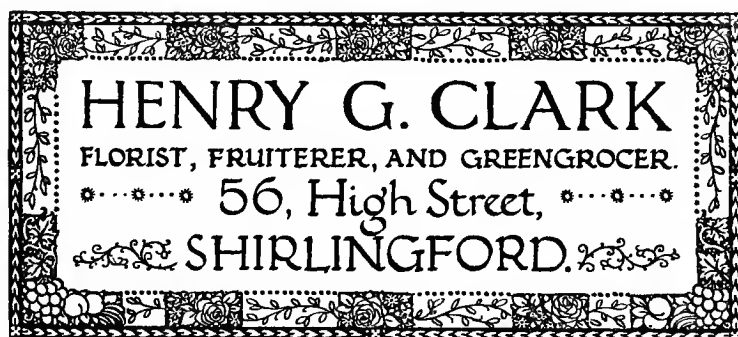 HENRY G. CLARK
FLORIST, FRUITERER, AND GREENGROCER.
56, High Street,
SHIRLINGFORD.